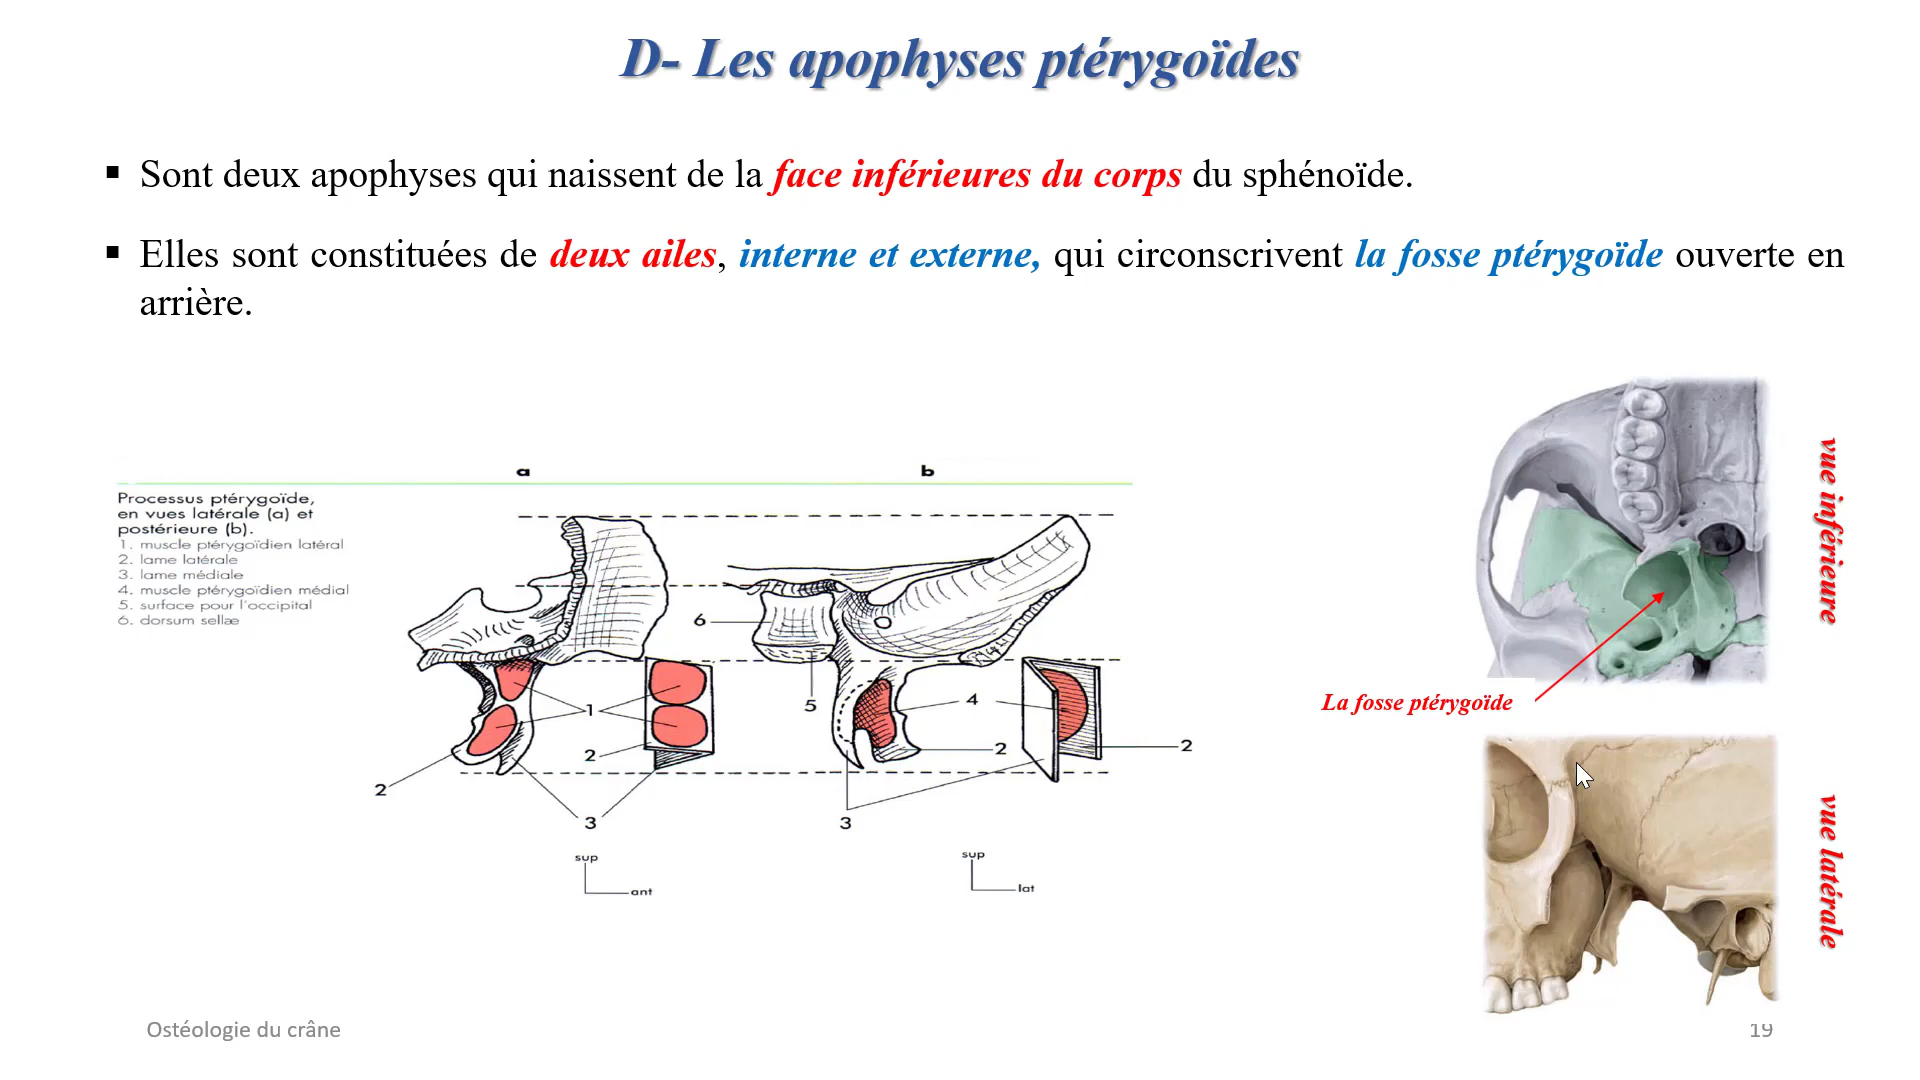 D- Les apophyses ptérygoïdes
▪ Sont deux apophyses qui naissent de la face inférieures du corps du sphénoïde.
▪ Elles sont constituées de deux ailes, interne et externe, qui circonscrivent la fosse ptérygoïde ouverte en
arrière.
a
b
Processus ptérygoïde,
en vues latérale (a) et
postérieure (b).
1. muscle ptérygoïdien latéral
2. lame latérale
3. lame médiale
4. muscle ptérygoïdien médial
5. surface pour l'occipital
6. dorsum sellæ
6
1
5
4
2
2
2
2
3
3
sup
ant
sup
lat
vue inférieure
La fosse ptérygoïde
vue latérale
Ostéologie du crâne
19